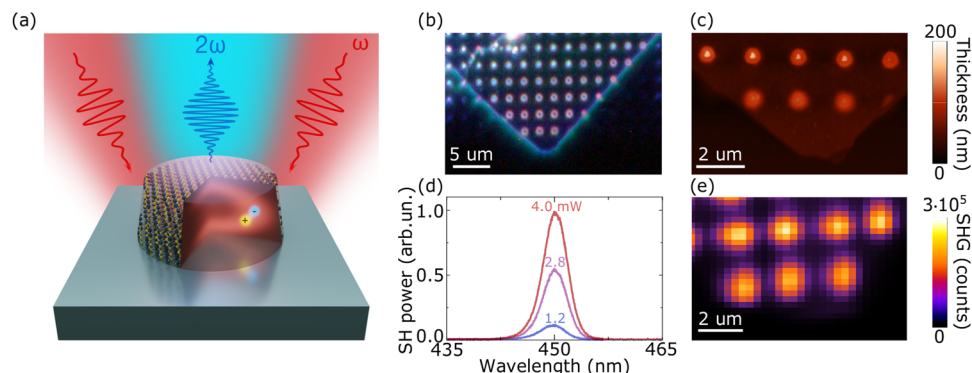 (a)
2ω
ω
(b)
5 um
(c)
2 um
200
Thickness
(nm)
0
(d)
SH power (arb.un.)
1.0
0.5
0.0
4.0 mW
2.8
1.2
435
450
465
Wavelength (nm)
(e)
2 um
3·10⁵
SHG
(counts)
0
+
-